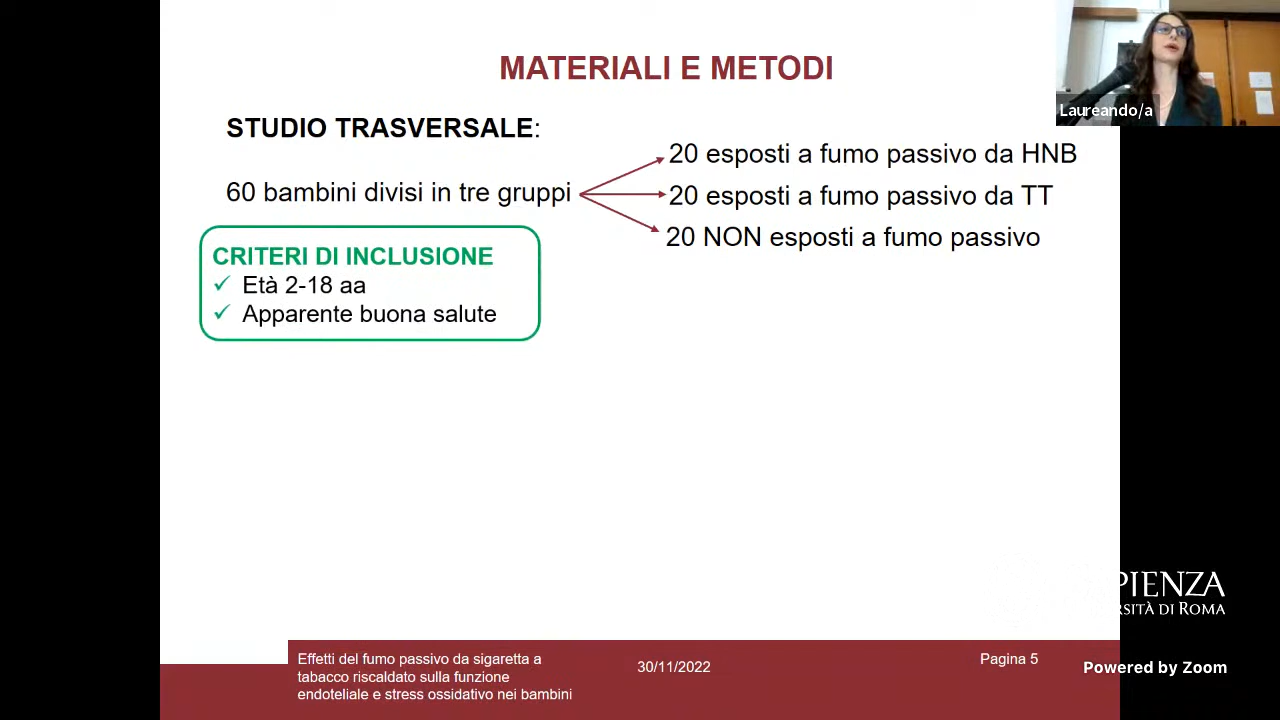 MATERIALI E METODI
Laureando/a
STUDIO TRASVERSALE:
60 bambini divisi in tre gruppi
20 esposti a fumo passivo da HNB
20 esposti a fumo passivo da TT
20 NON esposti a fumo passivo
CRITERI DI INCLUSIONE
✓ Età 2-18 aa
✓ Apparente buona salute
PIENZA
RSITÀ DI ROMA
Effetti del fumo passivo da sigaretta a
tabacco riscaldato sulla funzione
endoteliale e stress ossidativo nei bambini
30/11/2022
Pagina 5
Powered by Zoom